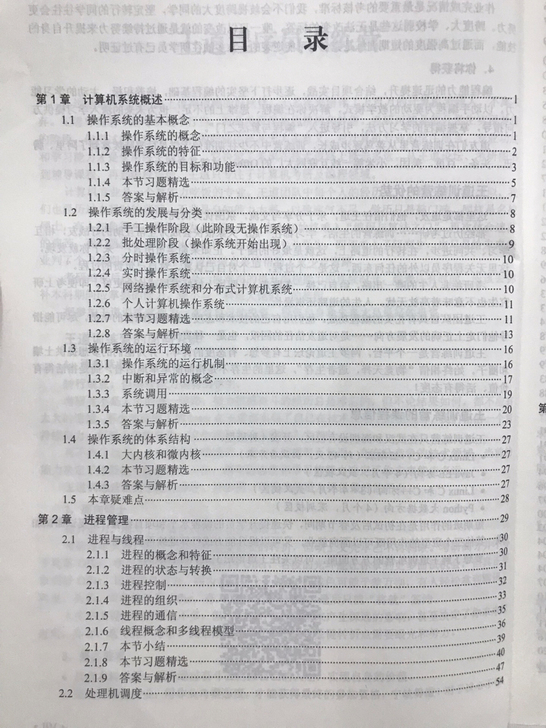 目 录
第1章 计算机系统概述 1
1.1 操作系统的基本概念 1
1.1.1 操作系统的概念 1
1.1.2 操作系统的特征 2
1.1.3 操作系统的目标和功能 3
1.1.4 本节习题精选 5
1.1.5 答案与解析 7
1.2 操作系统的发展与分类 8
1.2.1 手工操作阶段（此阶段无操作系统） 8
1.2.2 批处理阶段（操作系统开始出现） 9
1.2.3 分时操作系统 10
1.2.4 实时操作系统 10
1.2.5 网络操作系统和分布式计算机系统 10
1.2.6 个人计算机操作系统 11
1.2.7 本节习题精选 11
1.2.8 答案与解析 13
1.3 操作系统的运行环境 16
1.3.1 操作系统的运行机制 16
1.3.2 中断和异常的概念 17
1.3.3 系统调用 19
1.3.4 本节习题精选 20
1.3.5 答案与解析 23
1.4 操作系统的体系结构 27
1.4.1 大内核和微内核 27
1.4.2 本节习题精选 27
1.4.3 答案与解析 27
1.5 本章疑难点 28
第2章 进程管理 29
2.1 进程与线程 30
2.1.1 进程的概念和特征 30
2.1.2 进程的状态与转换 31
2.1.3 进程控制 32
2.1.4 进程的组织 33
2.1.5 进程的通信 35
2.1.6 线程概念和多线程模型 36
2.1.7 本节小结 39
2.1.8 本节习题精选 40
2.1.9 答案与解析 47
2.2 处理机调度 54